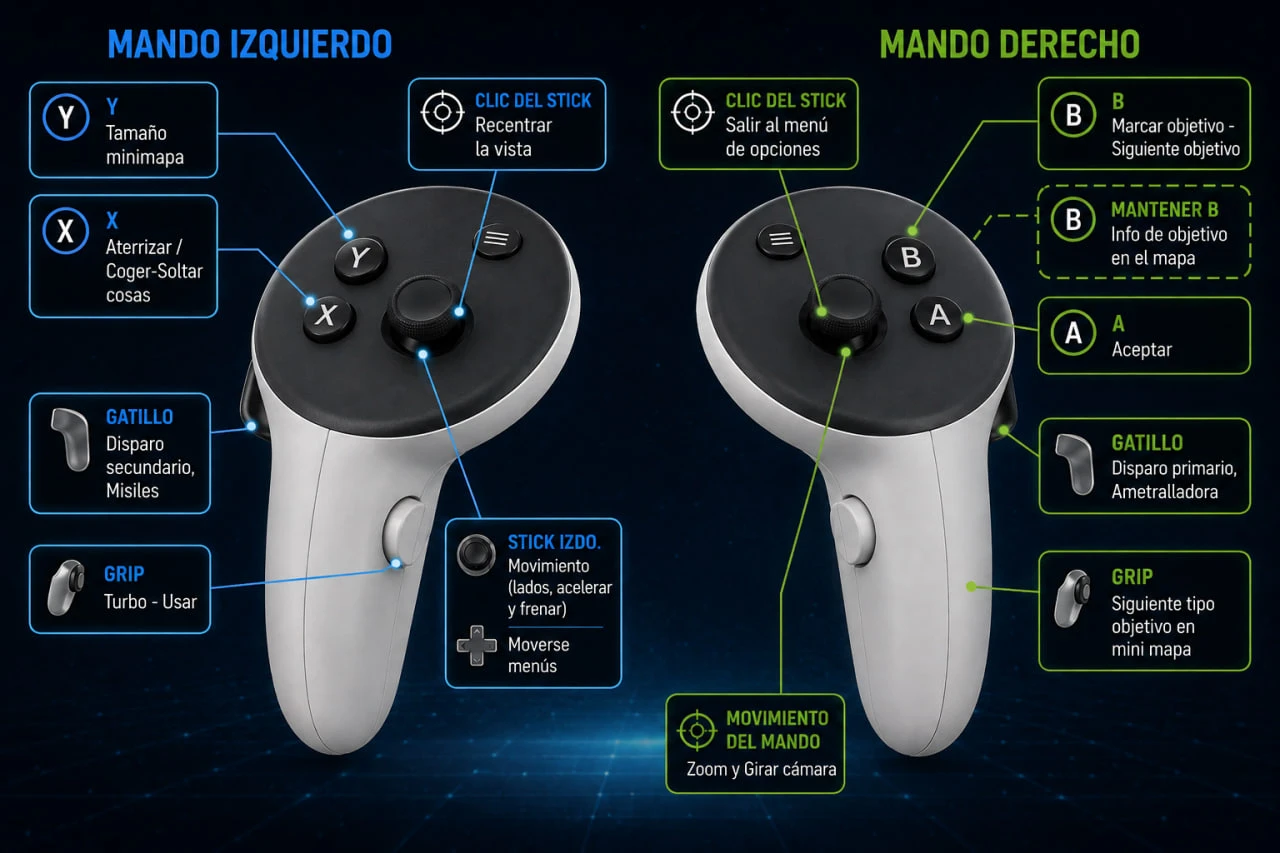 MANDO IZQUIERDO
Y
Y
Tamaño
minimapa
X
X
Aterrizar /
Coger-Soltar
cosas
GATILLO
Disparo
secundario,
Misiles
GRIP
Turbo - Usar
CLIC DEL STICK
Recentrar
la vista
Y
X
STICK IZDO.
Movimiento
(lados, acelerar
y frenar)
Moverse
menús
MANDO DERECHO
CLIC DEL STICK
Salir al menú
de opciones
B
A
MOVIMIENTO
DEL MANDO
Zoom y Girar cámara
B
B
Marcar objetivo -
Siguiente objetivo
B
MANTENER B
Info de objetivo
en el mapa
A
A
Aceptar
GATILLO
Disparo primario,
Ametralladora
GRIP
Siguiente tipo
objetivo en
mini mapa